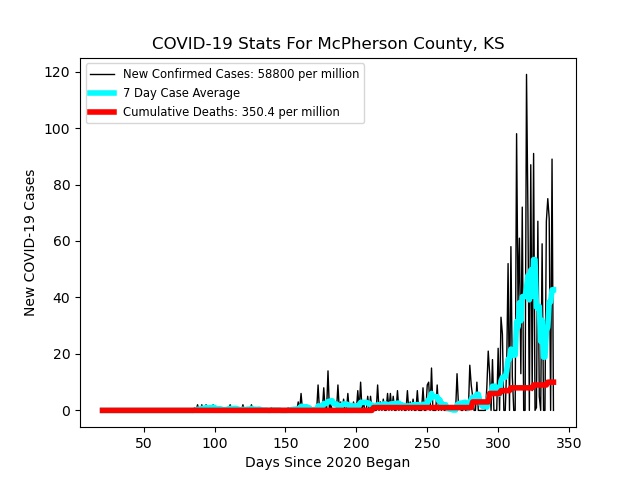 COVID-19 Stats For McPherson County, KS
New Confirmed Cases: 58800 per million
7 Day Case Average
Cumulative Deaths: 350.4 per million
New COVID-19 Cases
120
100
80
60
40
20
0
50 100 150 200 250 300 350
Days Since 2020 Began